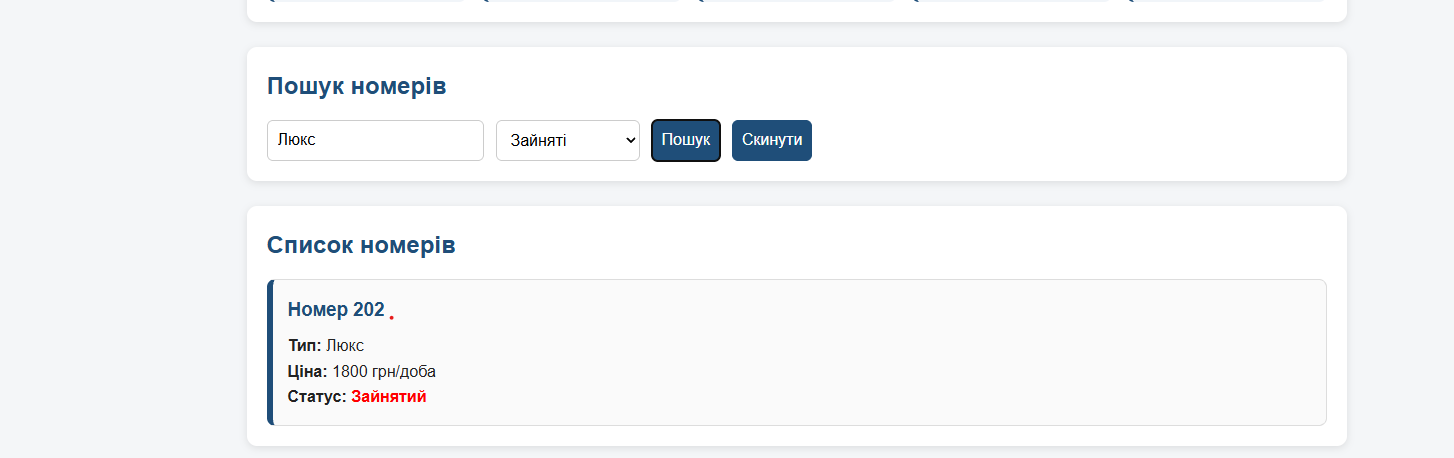 Пошук номерів
Люкс Зайняті Пошук Скинути
Список номерів
Номер 202
Тип: Люкс
Ціна: 1800 грн/доба
Статус: Зайнятий